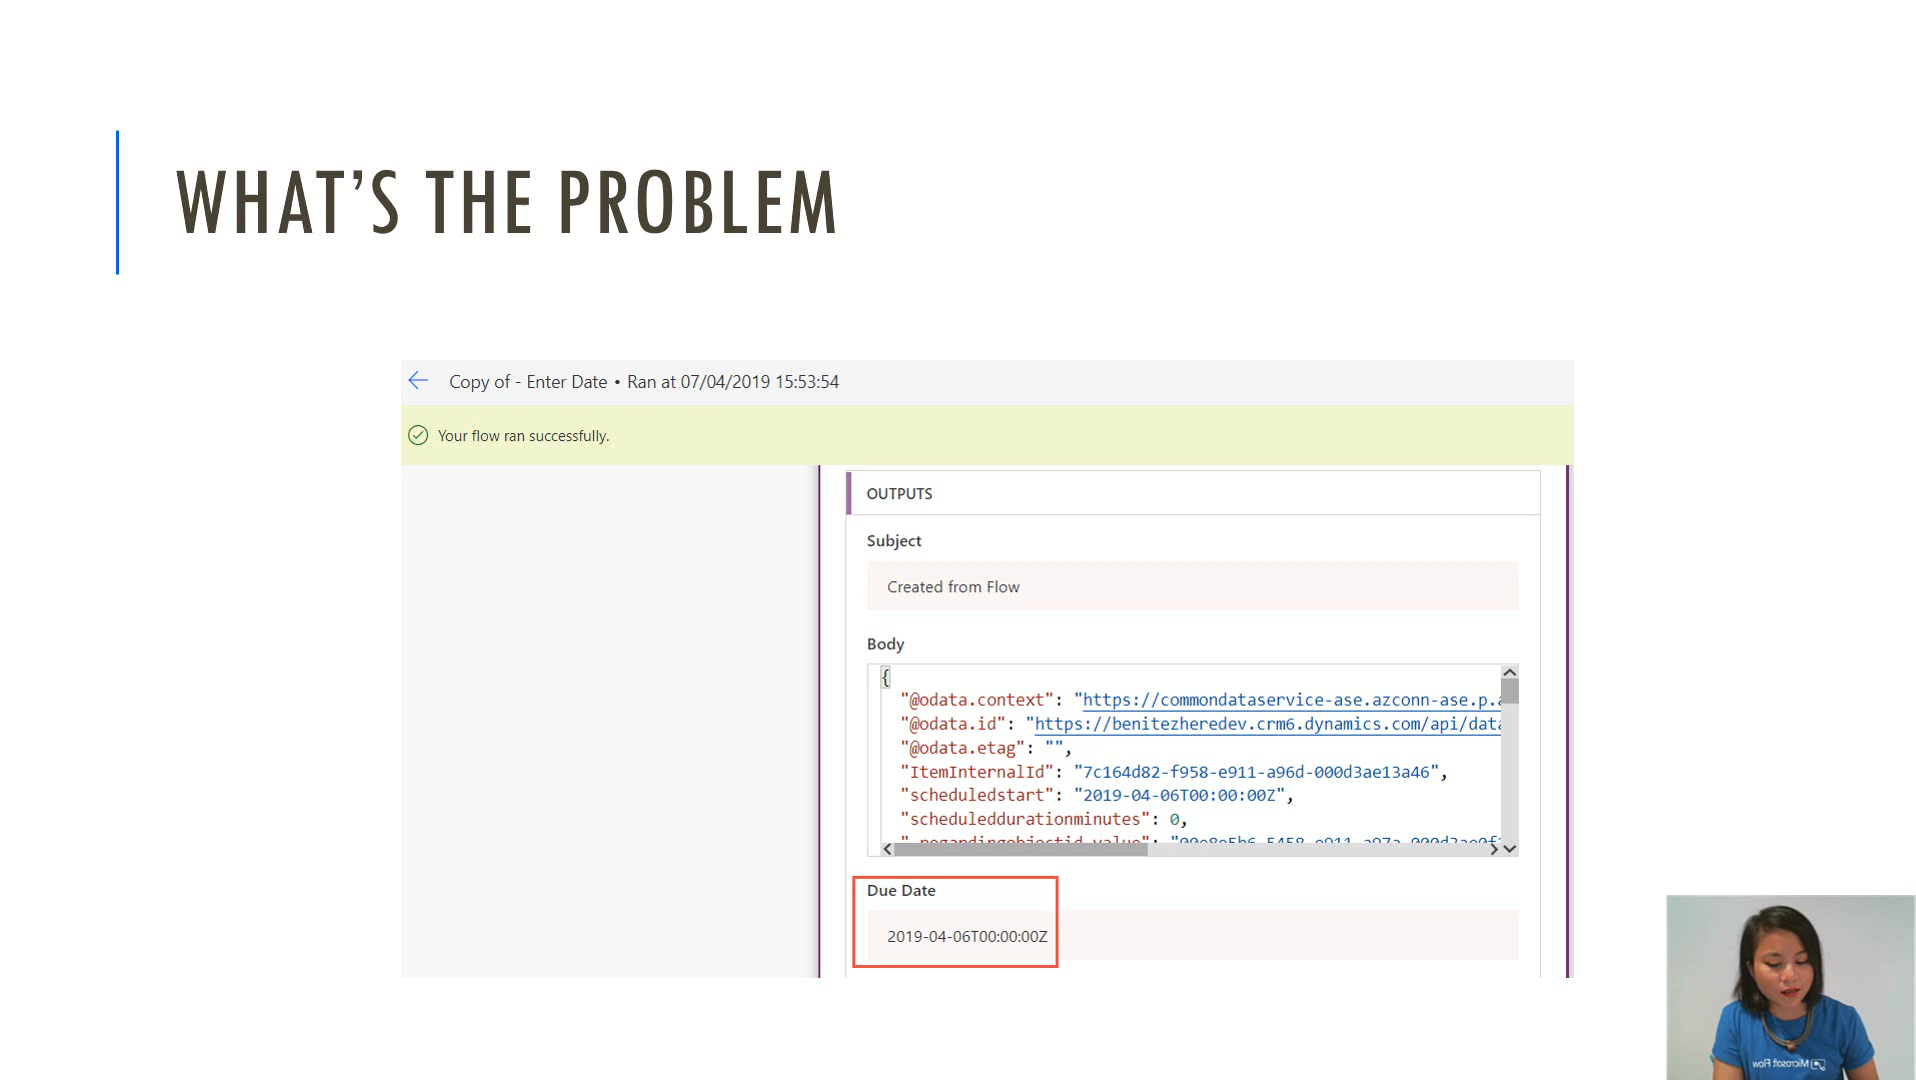 WHAT’S THE PROBLEM
Copy of - Enter Date • Ran at 07/04/2019 15:53:54
Your flow ran successfully.
OUTPUTS
Subject
Created from Flow
Body
{
"@odata.context": "https://commondataservice-ase.azconn-ase.p.a
"@odata.id": "https://benitezheredev.crm6.dynamics.com/api/data
"@odata.etag": "",
"ItemInternalId": "7c164d82-f958-e911-a96d-000d3ae13a46",
"scheduledstart": "2019-04-06T00:00:00Z",
"scheduleddurationminutes": 0,
Due Date
2019-04-06T00:00:00Z
Microsoft Flow